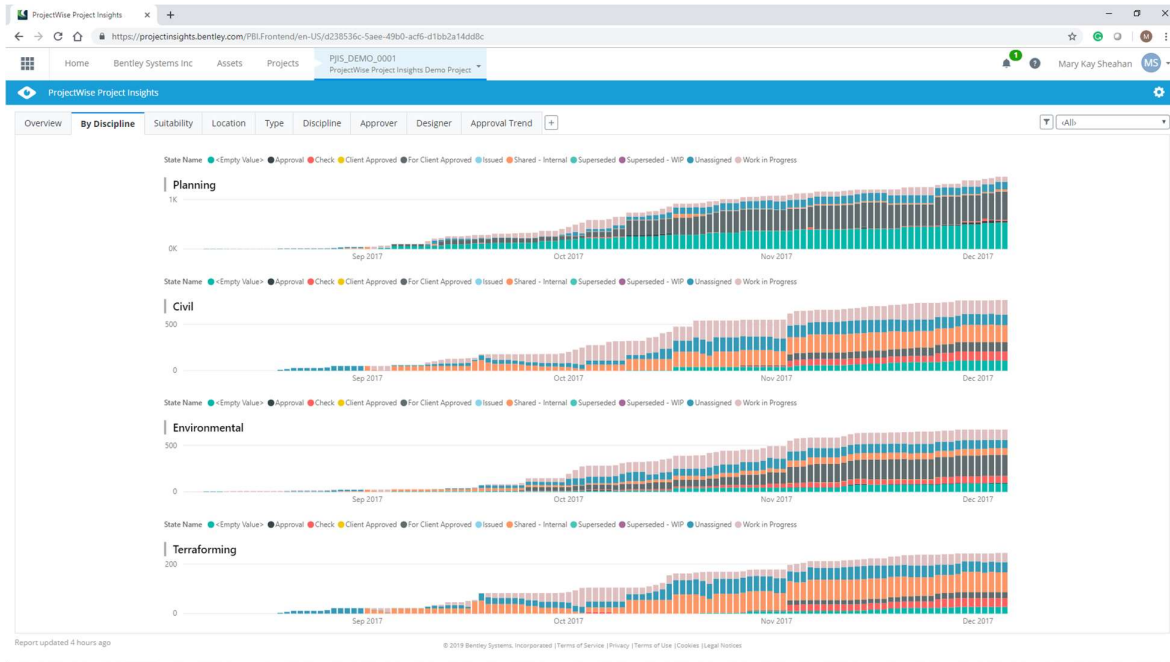 ProjectWise Project Insights
https://projectinsights.bentley.com/PBI.Frontend/en-US/d238536c-5aee-49b0-acf6-d1bb2a14dd8c
Home Bentley Systems Inc Assets Projects PJIS_DEMO_0001
ProjectWise Project Insights Demo Project
1
Mary Kay Sheahan MS
ProjectWise Project Insights
Overview By Discipline Suitability Location Type Discipline Approver Designer Approval Trend + ‹All›
State Name <Empty Value> Approval Check Client Approved For Client Approved Issued Shared - Internal Superseded Superseded - WIP Unassigned Work in Progress
Planning
1K
0K
Sep 2017 Oct 2017 Nov 2017 Dec 2017
State Name <Empty Value> Approval Check Client Approved For Client Approved Issued Shared - Internal Superseded Superseded - WIP Unassigned Work in Progress
Civil
500
0
Sep 2017 Oct 2017 Nov 2017 Dec 2017
State Name <Empty Value> Approval Check Client Approved For Client Approved Issued Shared - Internal Superseded Superseded - WIP Unassigned Work in Progress
Environmental
500
0
Sep 2017 Oct 2017 Nov 2017 Dec 2017
State Name <Empty Value> Approval Check Client Approved For Client Approved Issued Shared - Internal Superseded Superseded - WIP Unassigned Work in Progress
Terraforming
200
0
Sep 2017 Oct 2017 Nov 2017 Dec 2017
Report updated 4 hours ago
© 2019 Bentley Systems, Incorporated |Terms of Service |Privacy |Terms of Use |Cookies |Legal Notices